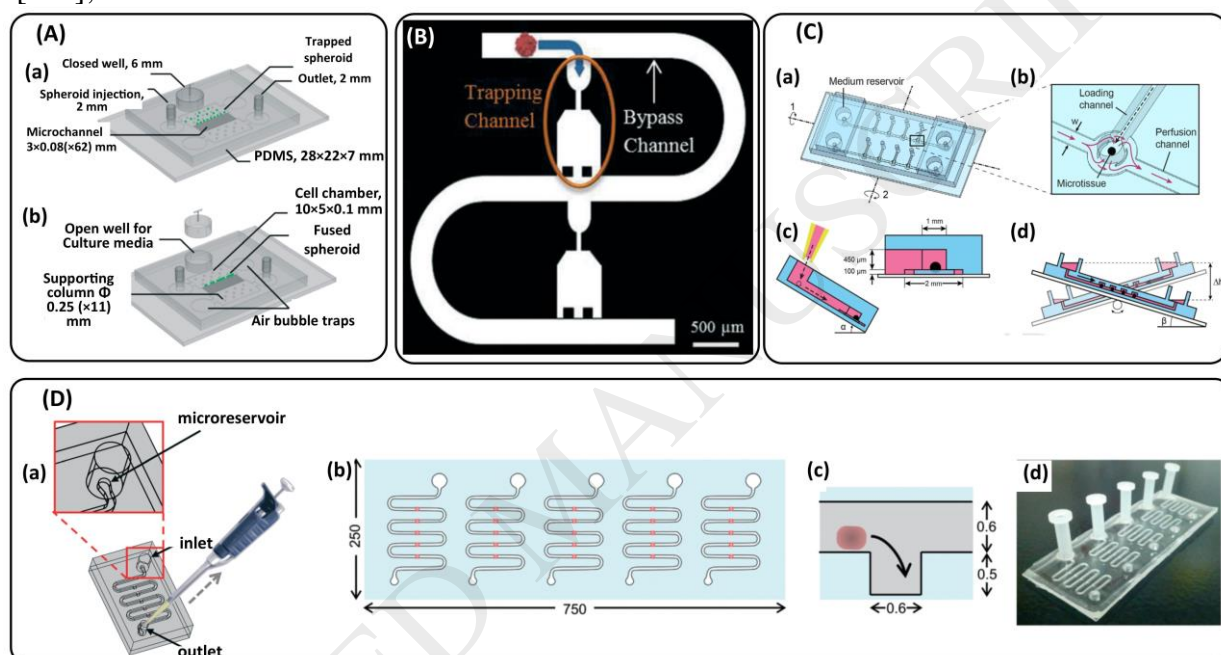 (A)
(a)
Closed well, 6 mm
Trapped
spheroid
Outlet, 2 mm
Spheroid injection,
2 mm
Microchannel
3×0.08(×62) mm
PDMS, 28×22×7 mm
(b)
Cell chamber,
10×5×0.1 mm
Open well for
Culture media
Fused
spheroid
Supporting
column Φ
0.25 (×11)
mm
Air bubble traps
(B)
Trapping
Channel
Bypass
Channel
500 µm
(C)
(a)
Medium reservoir
1
2
(b)
Loading
channel
w
Perfusion
channel
Microtissue
(c)
1 mm
450 µm
100 µm
2 mm
α
(d)
Δh
β
(D)
microreservoir
(a)
inlet
outlet
(b)
250
750
(c)
0.6
0.5
0.6
(d)